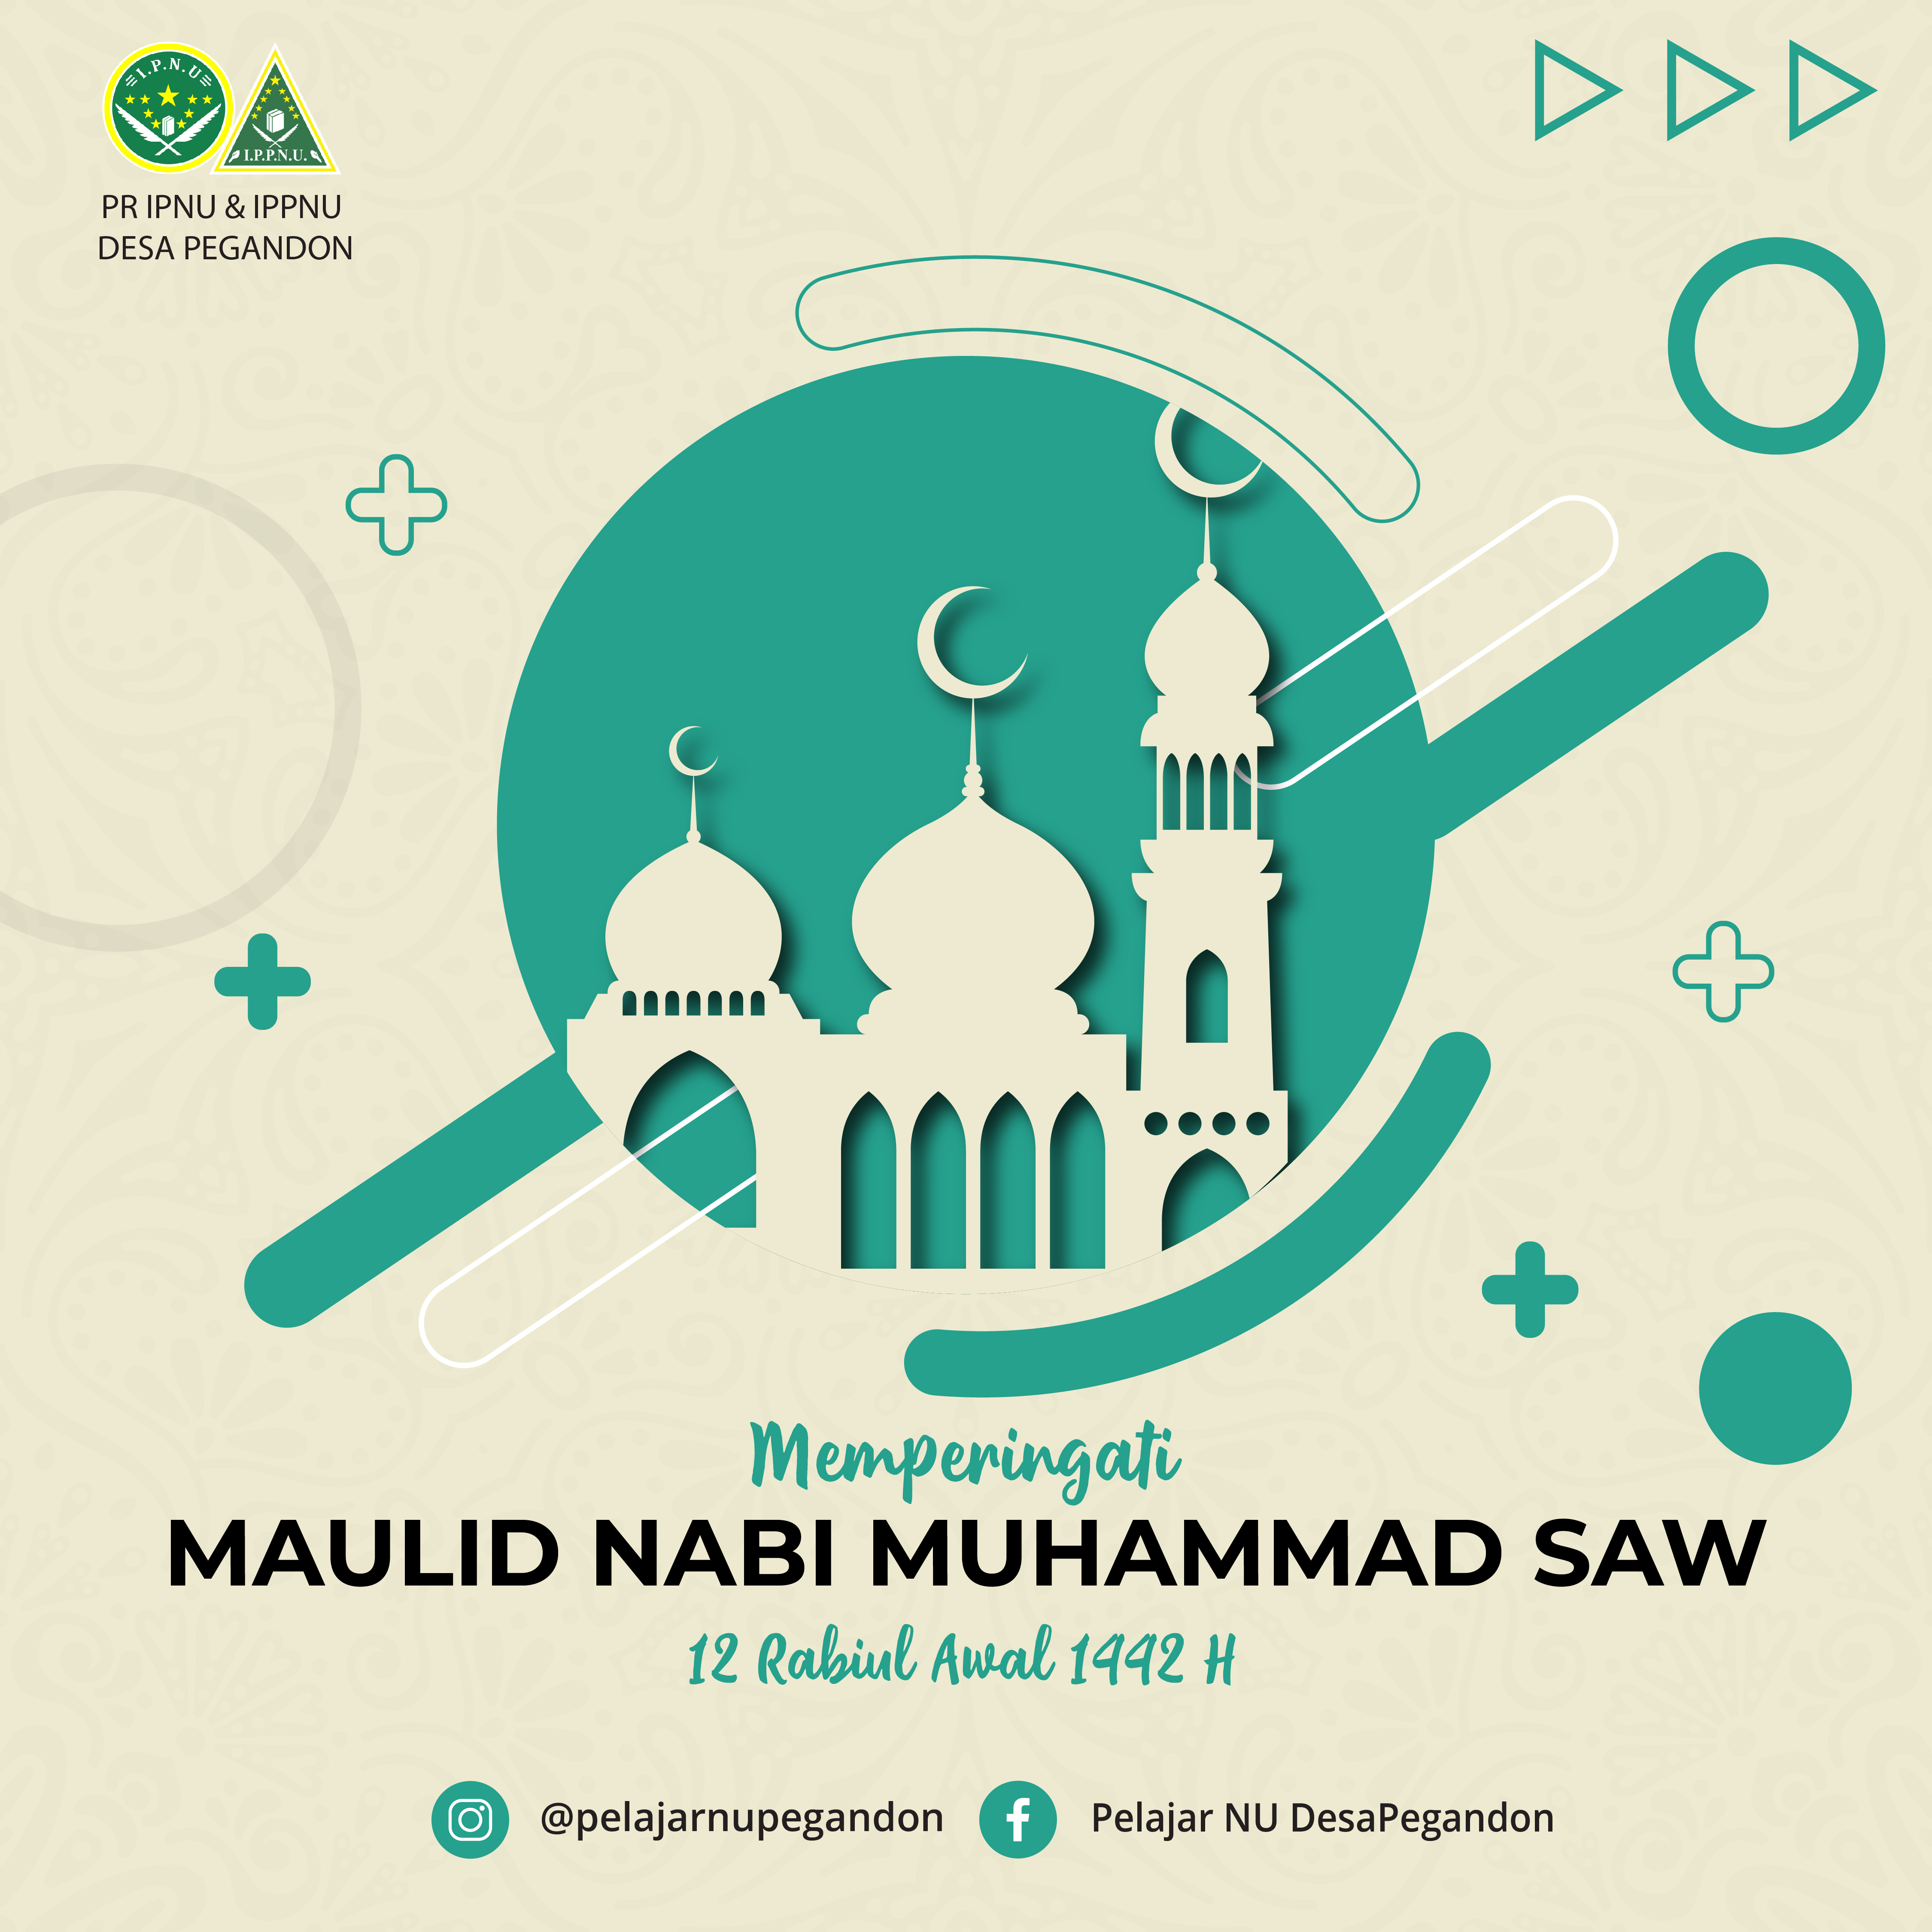 I.P.N.U
I.P.P.N.U.
PR IPNU & IPPNU
DESA PEGANDON
Memperingati
MAULID NABI MUHAMMAD SAW
12 Rabiul Awal 1442 H
@pelajarnupegandon
Pelajar NU DesaPegandon